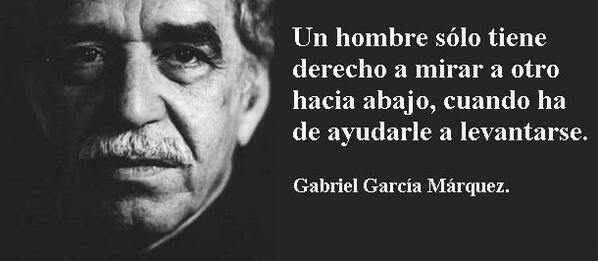 Un hombre sólo tiene
derecho a mirar a otro
hacia abajo, cuando ha
de ayudarle a levantarse.
Gabriel García Márquez.